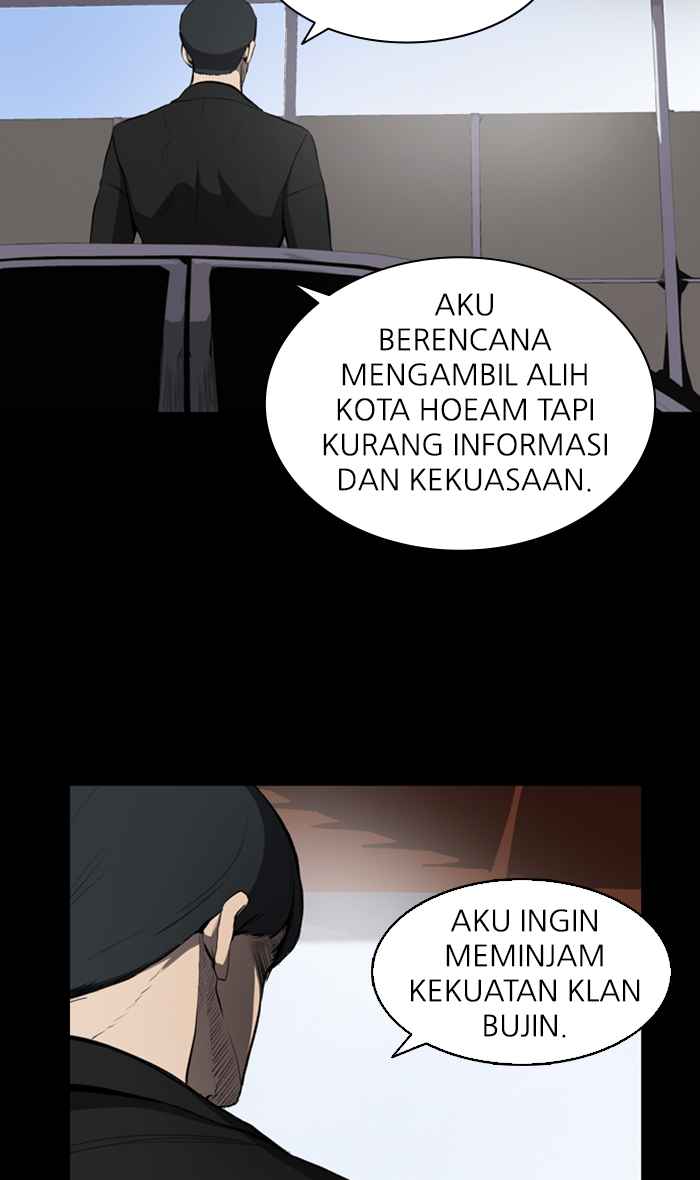 AKU
BERENCANA
MENGAMBIL ALIH
KOTA HOEAM TAPI
KURANG INFORMASI
DAN KEKUASAAN.
AKU INGIN
MEMINJAM
KEKUATAN KLAN
BUJIN.